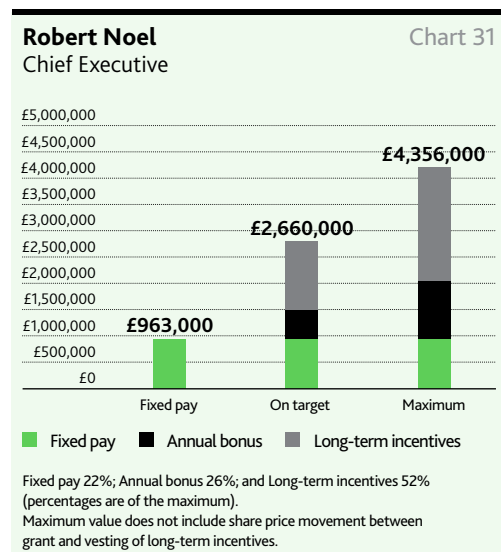 Robert Noel
Chart 31
Chief Executive
£5,000,000
£4,500,000
£4,000,000
£3,500,000
£3,000,000
£2,500,000
£2,000,000
£1,500,000
£1,000,000
£500,000
£0
£963,000
£2,660,000
£4,356,000
Fixed pay
On target
Maximum
Fixed pay
Annual bonus
Long-term incentives
Fixed pay 22%; Annual bonus 26%; and Long-term incentives 52%
(percentages are of the maximum).
Maximum value does not include share price movement between
grant and vesting of long-term incentives.